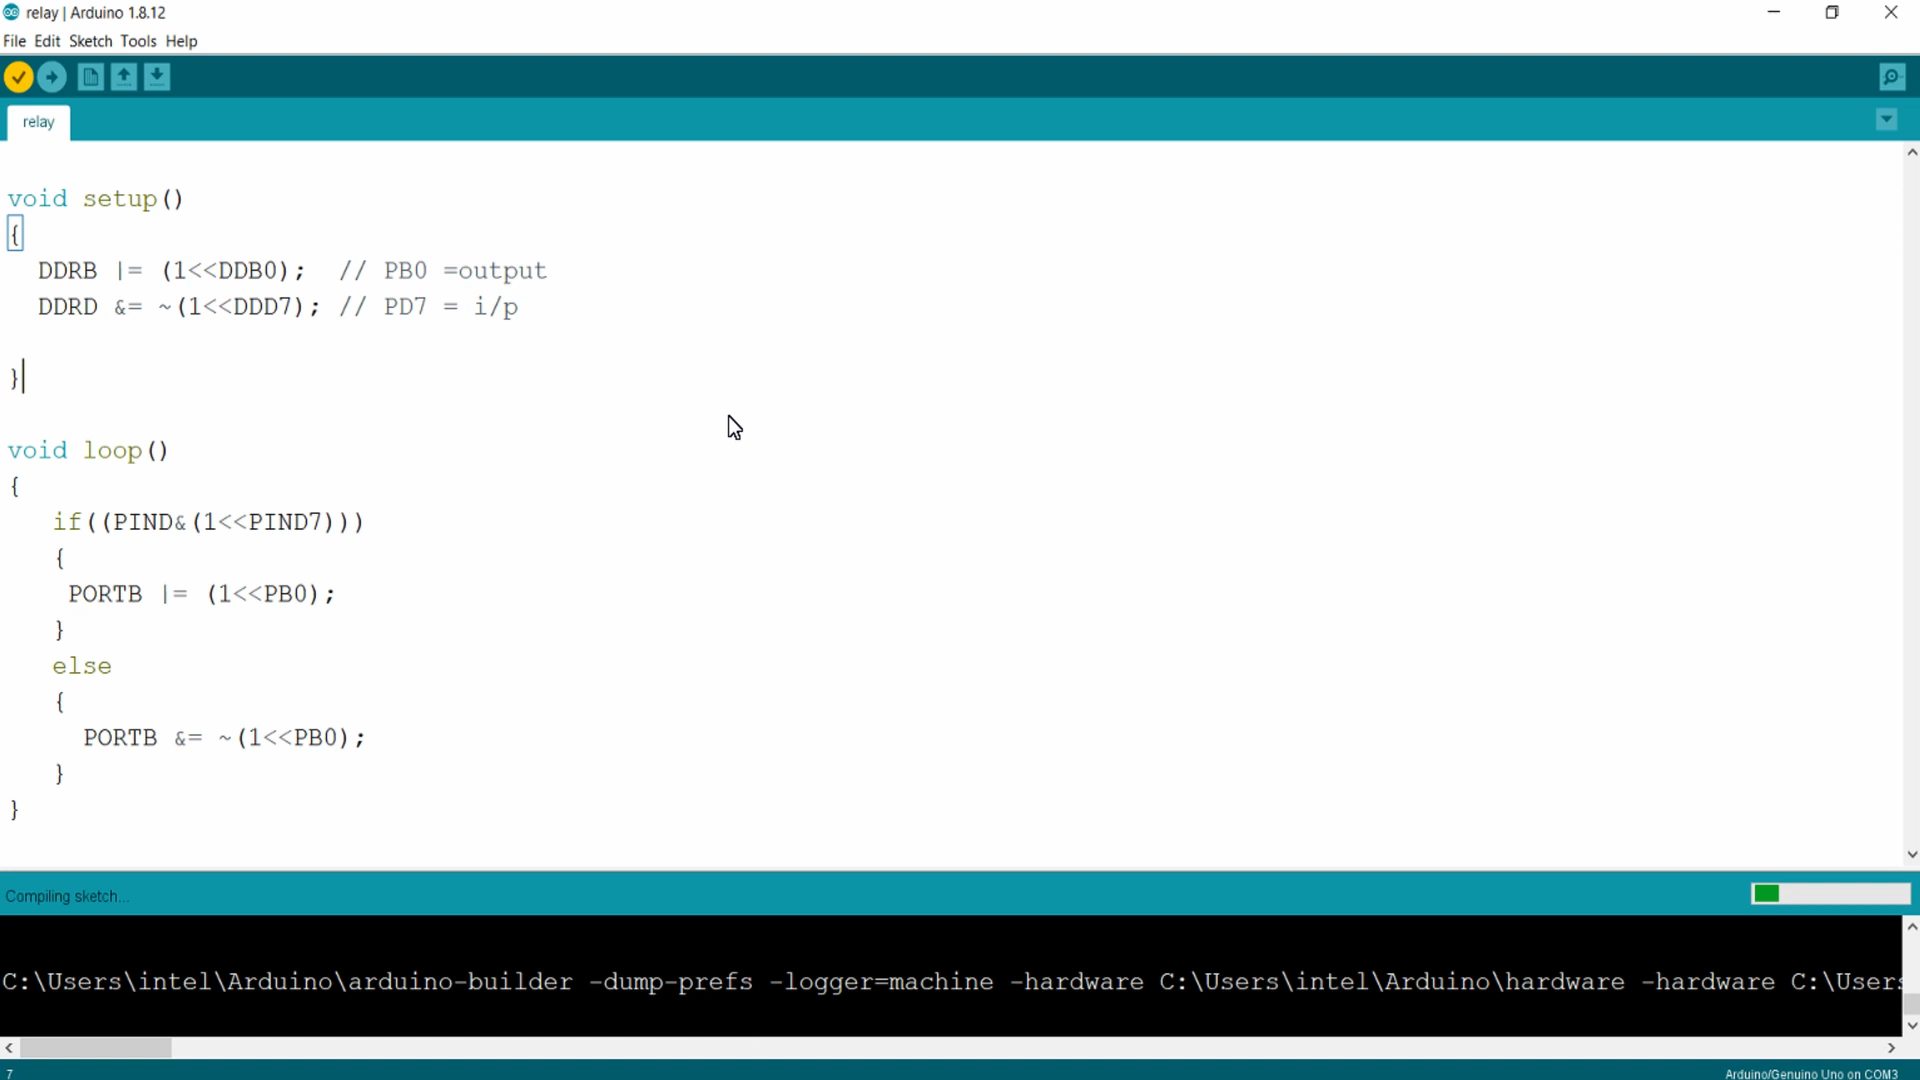 relay | Arduino 1.8.12
File Edit Sketch Tools Help
relay
void setup()
{
DDRB |= (1<<DDB0); // PB0 =output
DDRD &= ~(1<<DDD7); // PD7 = i/p
}
void loop()
{
if((PIND&(1<<PIND7)))
{
PORTB |= (1<<PB0);
}
else
{
PORTB &= ~(1<<PB0);
}
}
Compiling sketch...
C:\Users\intel\Arduino\arduino-builder -dump-prefs -logger=machine -hardware C:\Users\intel\Arduino\hardware -hardware C:\Users
7
Arduino/Genuino Uno on COM3